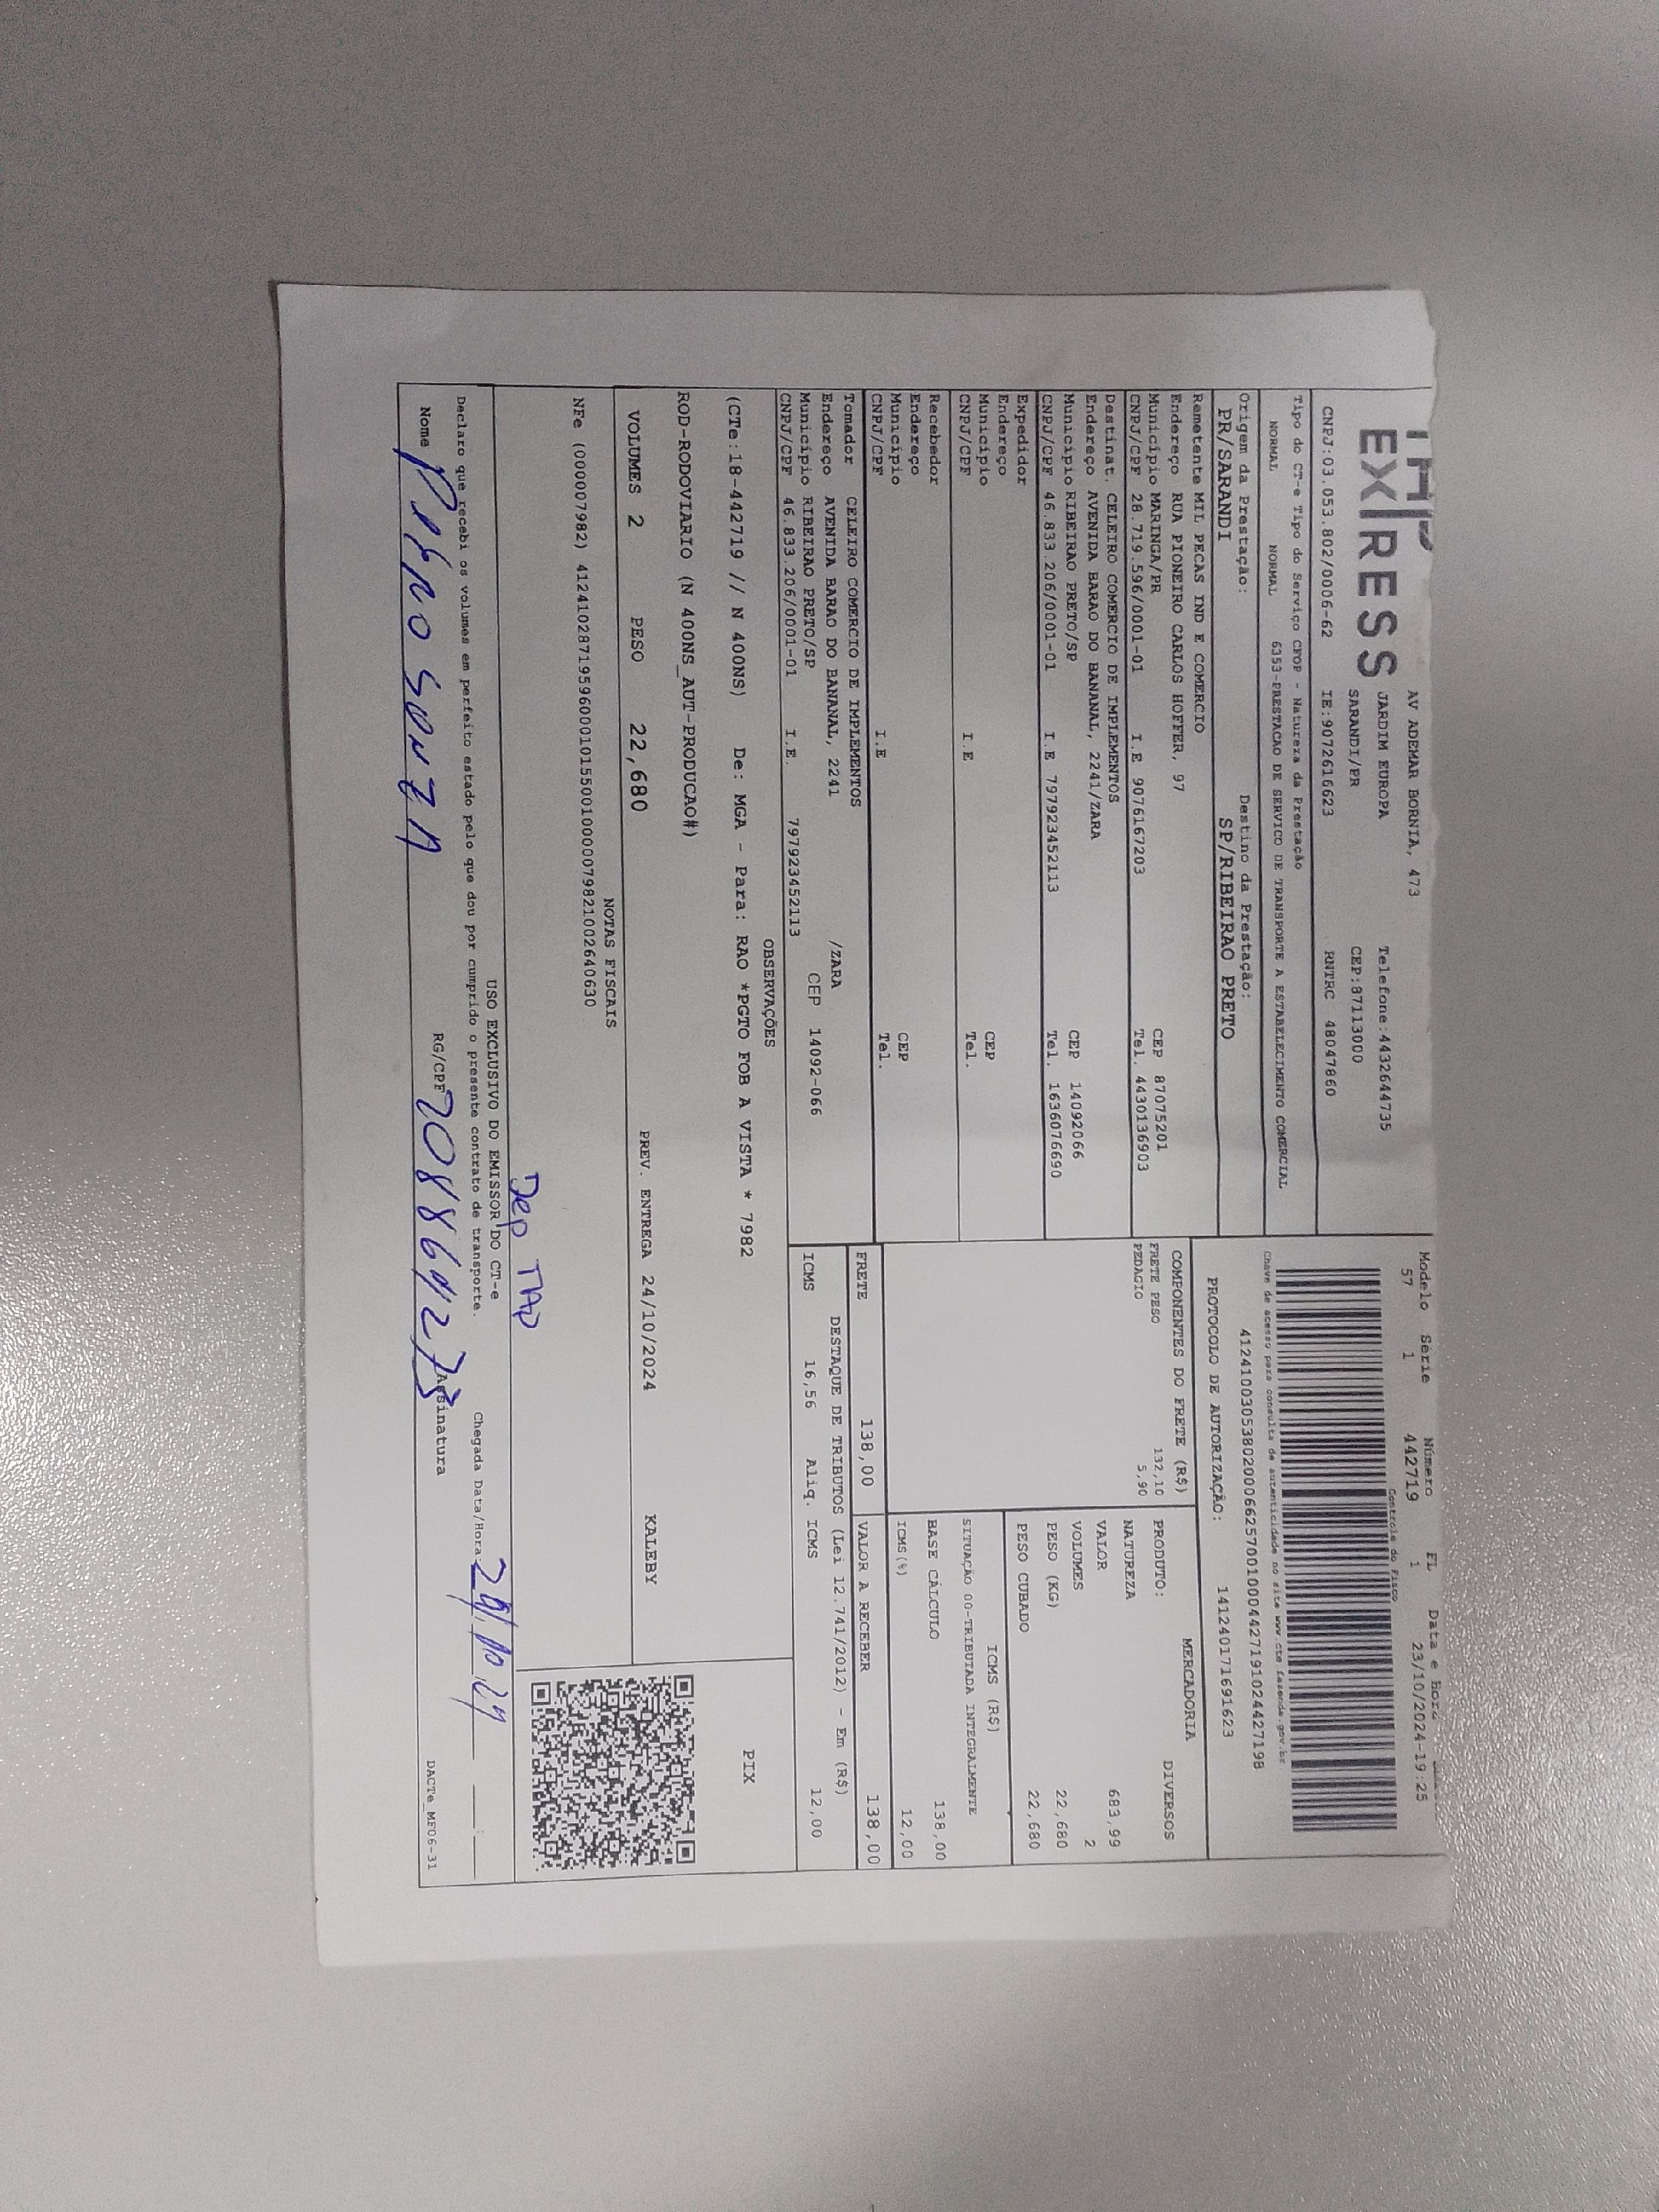 EXPRESS
AV ADEMAR BORNIA, 473
JARDIM EUROPA Telefone:4432644735
SARANDI/PR CEP:87113000
CNPJ:03.053.802/0006-62 IE:9072616623 RNTRC 48047860
Modelo Série Número FL Data e Hora
57 1 442719 1 23/10/2024-19:25
Controle do Fisco
Chave de acesso para consulta de autenticidade no site www.cte.fazenda.gov.br
41241003053802000662570010004427191024427198
PROTOCOLO DE AUTORIZAÇÃO: 141240171691623
Tipo do CT-e Tipo do Serviço CFOP - Natureza da Prestação
NORMAL NORMAL 6353-PRESTACAO DE SERVICO DE TRANSPORTE A ESTABELECIMENTO COMERCIAL
Origem da Prestação: Destino da Prestação:
PR/SARANDI SP/RIBEIRAO PRETO
Remetente MIL PECAS IND E COMERCIO
Endereço RUA PIONEIRO CARLOS HOFFER, 97
Município MARINGA/PR CEP 87075201
CNPJ/CPF 28.719.596/0001-01 I.E 9076167203 Tel. 4430136903
Destinat. CELEIRO COMERCIO DE IMPLEMENTOS
Endereço AVENIDA BARAO DO BANANAL, 2241/ZARA
Município RIBEIRAO PRETO/SP CEP 14092066
CNPJ/CPF 46.833.206/0001-01 I.E 797923452113 Tel. 1636076690
Expedidor
Endereço
Município CEP
CNPJ/CPF I.E Tel.
Recebedor
Endereço
Município CEP
CNPJ/CPF I.E Tel.
Tomador CELEIRO COMERCIO DE IMPLEMENTOS
Endereço AVENIDA BARAO DO BANANAL, 2241 /ZARA
Município RIBEIRAO PRETO/SP CEP 14092-066
CNPJ/CPF 46.833.206/0001-01 I.E. 797923452113
COMPONENTES DO FRETE (R$)
FRETE PESO 132,10
PEDAGIO 5,90
MERCADORIA
PRODUTO: DIVERSOS
NATUREZA
VALOR 683,99
VOLUMES 2
PESO (KG) 22,680
PESO CUBADO 22,680
ICMS (R$)
SITUAÇÃO 00-TRIBUTADA INTEGRALMENTE
BASE CÁLCULO 138,00
ICMS(%) 12,00
FRETE 138,00 VALOR A RECEBER 138,00
DESTAQUE DE TRIBUTOS (Lei 12.741/2012) - Em (R$)
ICMS 16,56 Aliq. ICMS 12,00
OBSERVAÇÕES
(CTe:18-442719 // N 400NS) De: MGA - Para: RAO *PGTO FOB A VISTA * 7982
ROD-RODOVIARIO (N 400NS_AUT-PRODUCAO#)
PIX
VOLUMES 2 PESO 22,680 PREV. ENTREGA 24/10/2024 KALEBY
NOTAS FISCAIS
NFe (000007982) 41241028719596000101550010000079821002640630
Dep TAP
USO EXCLUSIVO DO EMISSOR DO CT-e
Declaro que recebi os volumes em perfeito estado pelo que dou por cumprido o presente contrato de transporte. Chegada Data/Hora:
Nome RG/CPF Assinatura DACTe_MF06-31